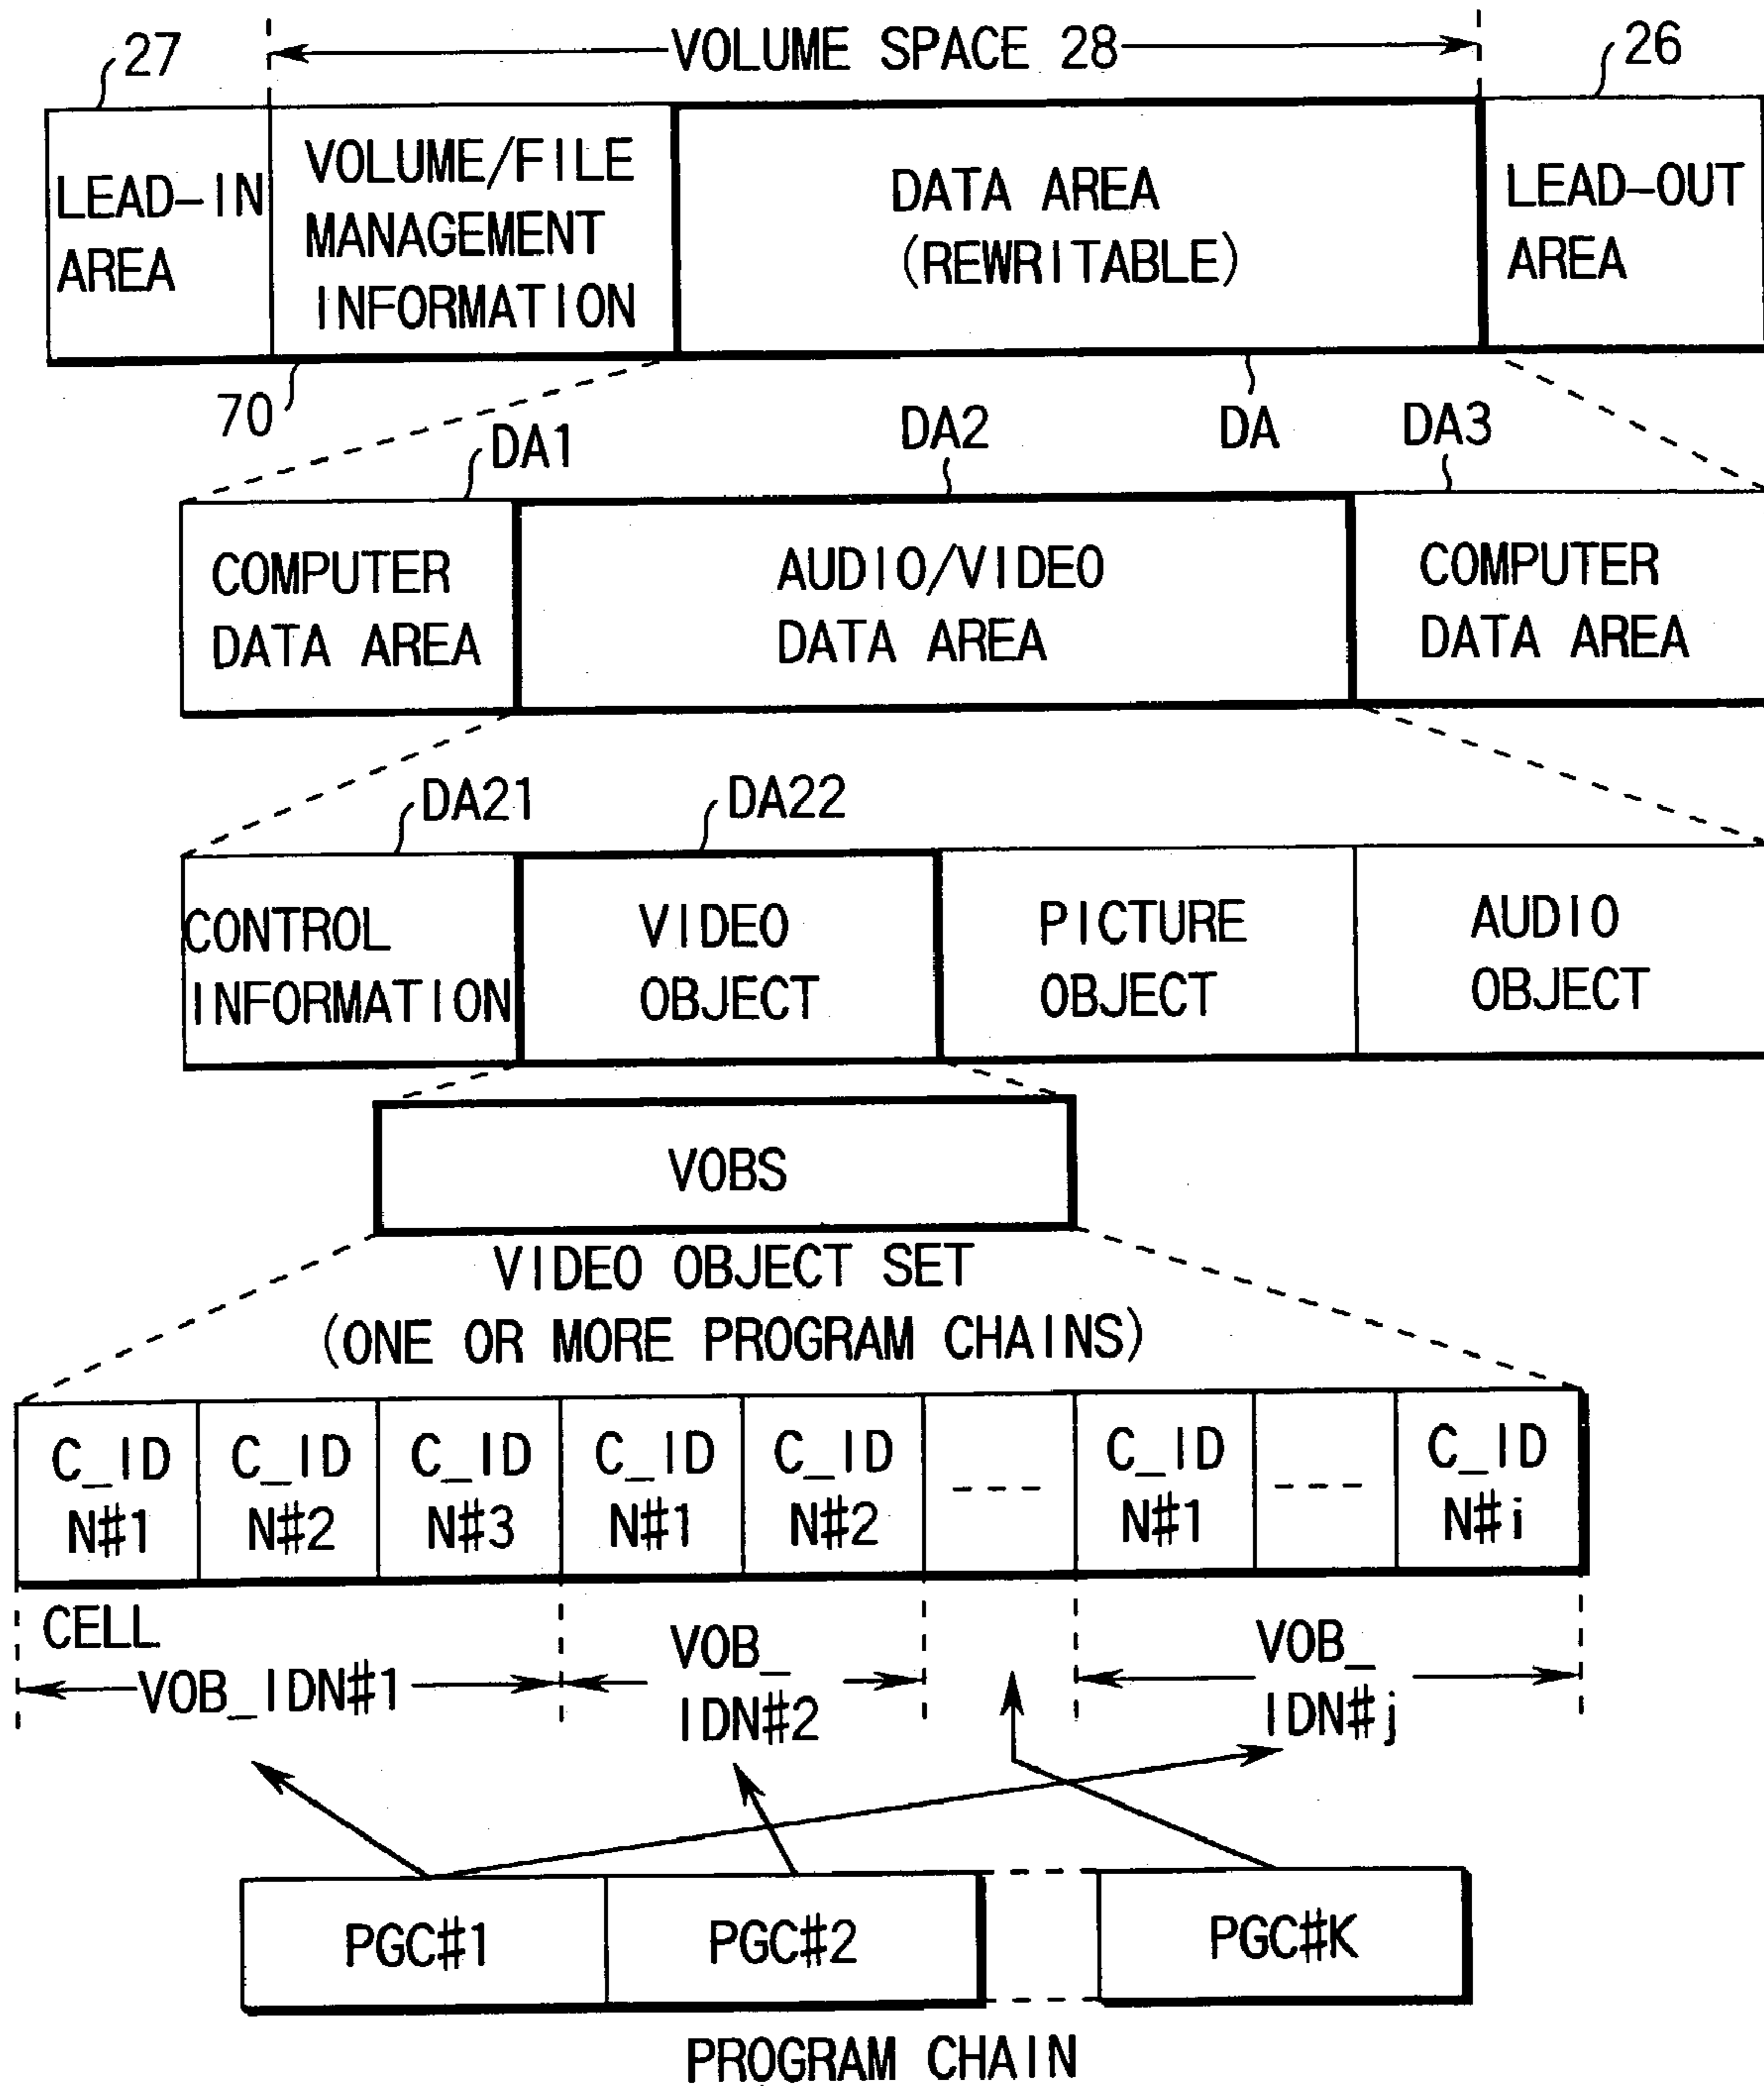 27
VOLUME SPACE 28
26
LEAD-IN
AREA
VOLUME/FILE
MANAGEMENT
INFORMATION
DATA AREA
(REWRITABLE)
LEAD-OUT
AREA
70
DA1
DA2
DA
DA3
COMPUTER
DATA AREA
AUDIO/VIDEO
DATA AREA
COMPUTER
DATA AREA
DA21
DA22
CONTROL
INFORMATION
VIDEO
OBJECT
PICTURE
OBJECT
AUDIO
OBJECT
VOBS
VIDEO OBJECT SET
(ONE OR MORE PROGRAM CHAINS)
C_ID
N#1
C_ID
N#2
C_ID
N#3
C_ID
N#1
C_ID
N#2
----
C_ID
N#1
----
C_ID
N#i
CELL
VOB_IDN#1
VOB_
IDN#2
VOB_
IDN#j
PGC#1
PGC#2
PGC#K
PROGRAM CHAIN